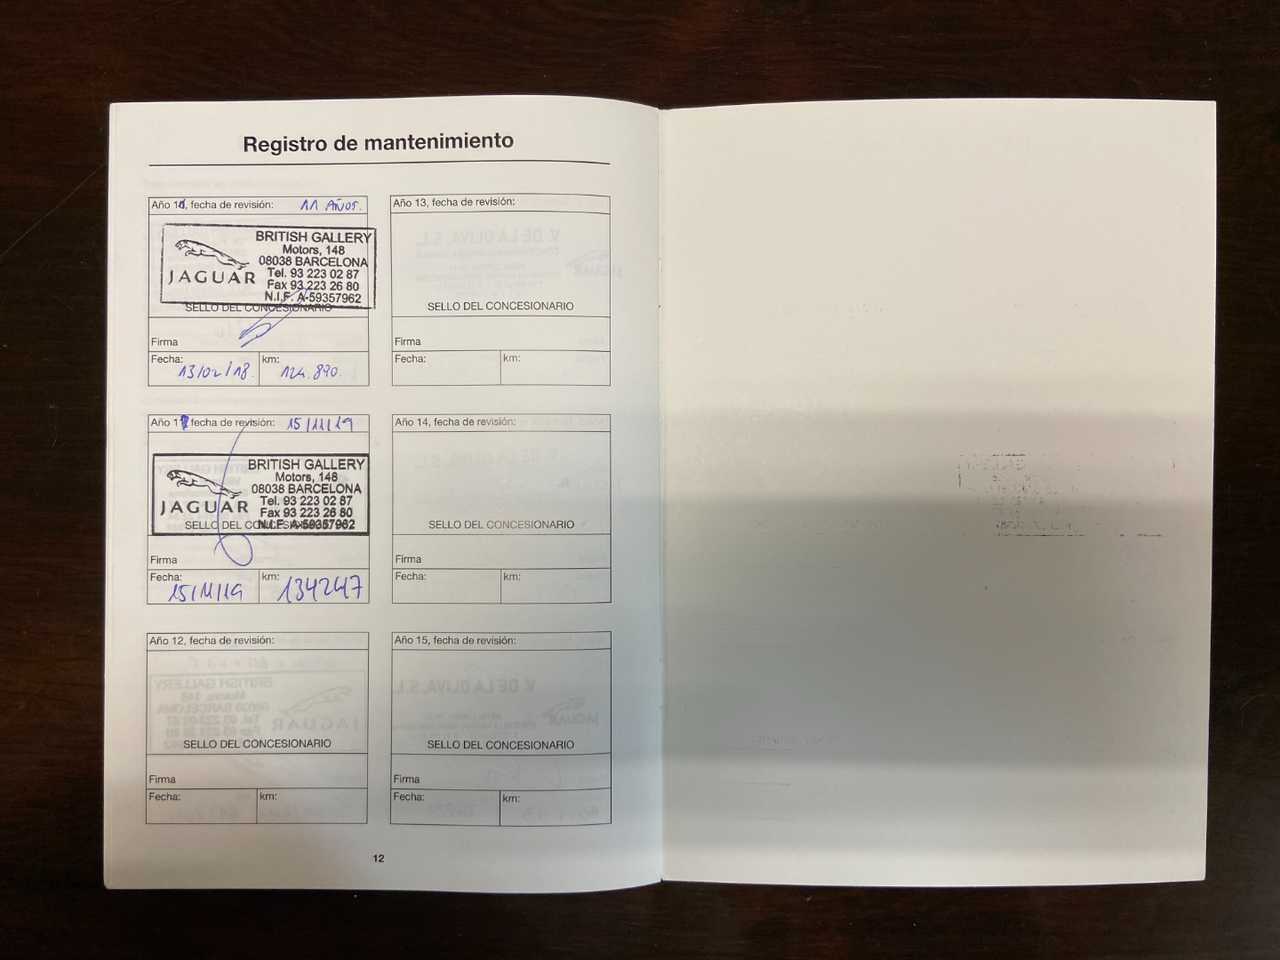 Registro de mantenimiento
Año 11, fecha de revisión: 11 AÑOS.
BRITISH GALLERY
Motors, 148
08038 BARCELONA
Tel. 93 223 02 87
Fax 93 223 26 80
N.I.F. A-59357962
JAGUAR
SELLO DEL CONCESIONARIO
Firma
Fecha: 13/02/18 km: 124.890.
Año 12 fecha de revisión: 15/11/19
BRITISH GALLERY
Motors, 148
08038 BARCELONA
Tel. 93 223 02 87
Fax 93 223 26 80
N.I.F. A-59357962
JAGUAR
SELLO DEL CONCESIONARIO
Firma
Fecha: 15/11/19 km: 134247
Año 12, fecha de revisión:
SELLO DEL CONCESIONARIO
Firma
Fecha: km:
Año 13, fecha de revisión:
SELLO DEL CONCESIONARIO
Firma
Fecha: km:
Año 14, fecha de revisión:
SELLO DEL CONCESIONARIO
Firma
Fecha: km:
Año 15, fecha de revisión:
SELLO DEL CONCESIONARIO
Firma
Fecha: km:
12